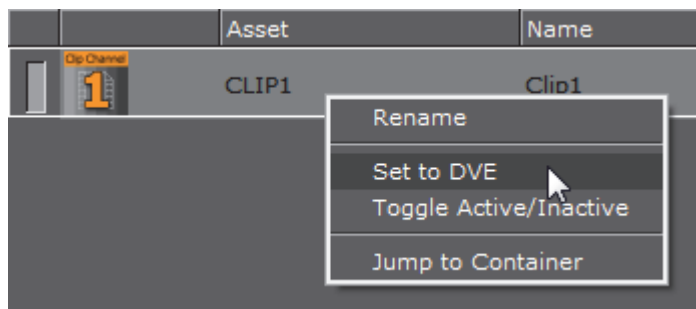 Asset Name
Clip Channel
1
CLIP1 Clip1
Rename
Set to DVE
Toggle Active/Inactive
Jump to Container